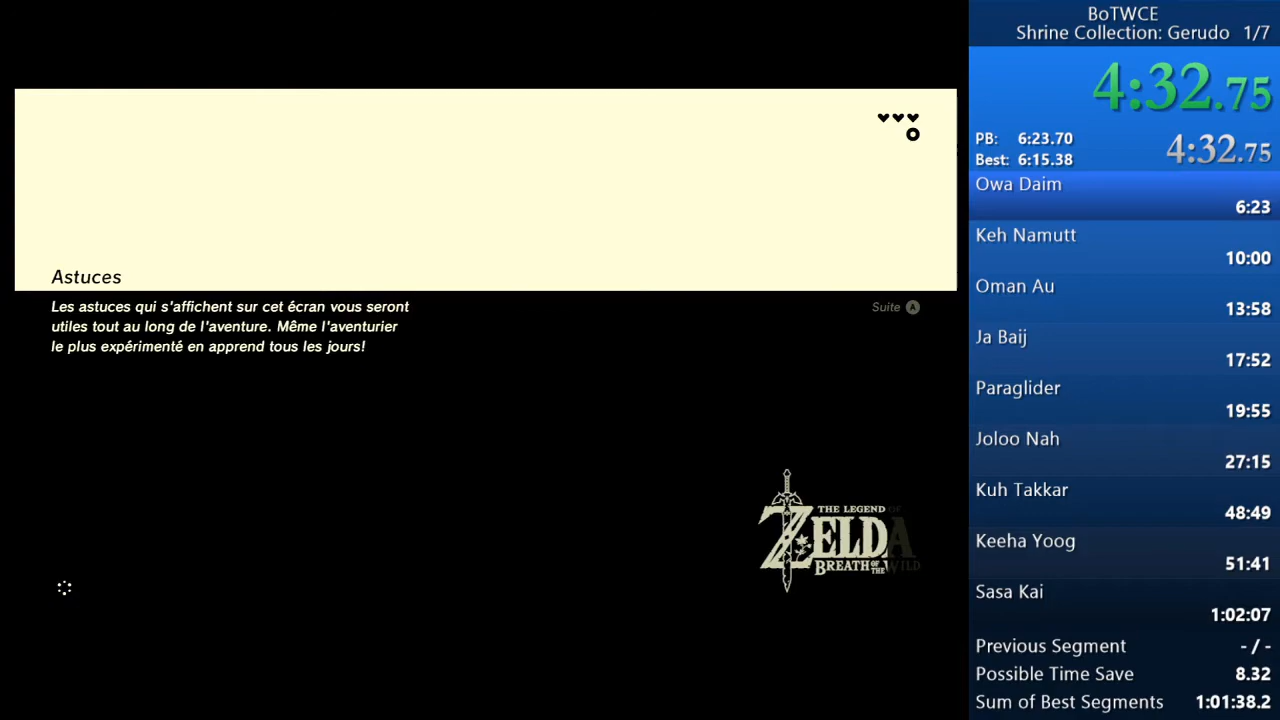 Astuces
Les astuces qui s'affichent sur cet écran vous seront
utiles tout au long de l'aventure. Même l'aventurier
le plus expérimenté en apprend tous les jours!
Suite A
THE LEGEND OF
ZELDA
BREATH OF THE WILD
BoTWCE
Shrine Collection: Gerudo 1/7
4:32.75
PB: 6:23.70
Best: 6:15.38
4:32.75
Owa Daim
6:23
Keh Namutt
10:00
Oman Au
13:58
Ja Baij
17:52
Paraglider
19:55
Joloo Nah
27:15
Kuh Takkar
48:49
Keeha Yoog
51:41
Sasa Kai
1:02:07
Previous Segment - / -
Possible Time Save 8.32
Sum of Best Segments 1:01:38.2